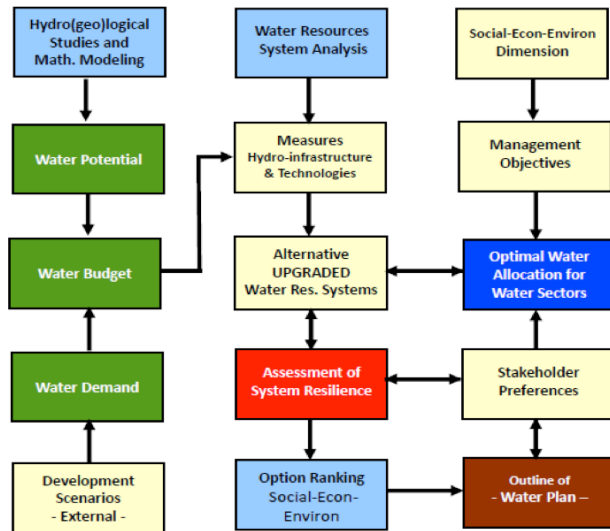 Hydro(geo)logical
Studies and
Math. Modeling
Water Resources
System Analysis
Social-Econ-Environ
Dimension
Water Potential
Measures
Hydro-infrastructure
& Technologies
Management
Objectives
Water Budget
Alternative
UPGRADED
Water Res. Systems
Optimal Water
Allocation for
Water Sectors
Water Demand
Assessment of
System Resilience
Stakeholder
Preferences
Development
Scenarios
- External -
Option Ranking
Social-Econ-
Environ
Outline of
- Water Plan –